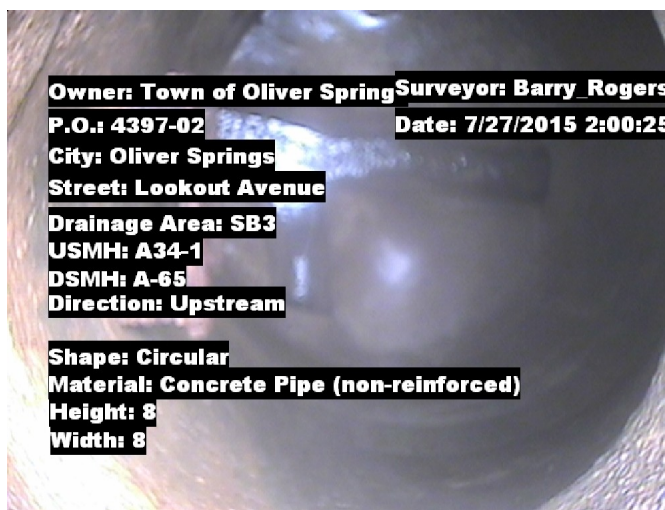 Owner: Town of Oliver Spring
Surveyor: Barry_Rogers
P.O.: 4397-02
Date: 7/27/2015 2:00:25
City: Oliver Springs
Street: Lookout Avenue
Drainage Area: SB3
USMH: A34-1
DSMH: A-65
Direction: Upstream
Shape: Circular
Material: Concrete Pipe (non-reinforced)
Height: 8
Width: 8